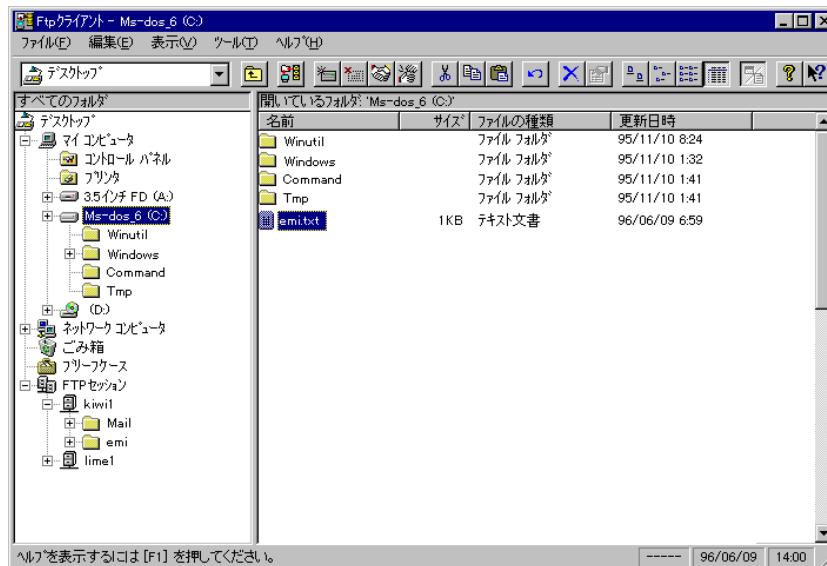 Ftpクライアント - Ms-dos_6 (C:)
ファイル(F) 編集(E) 表示(V) ツール(T) ヘルプ(H)
デスクトップ
すべてのフォルダ
開いているフォルダ: 'Ms-dos_6 (C:)'
デスクトップ
マイ コンピュータ
コントロール パネル
プリンタ
3.5インチ FD (A:)
Ms-dos_6 (C:)
Winutil
Windows
Command
Tmp
(D:)
ネットワーク コンピュータ
ごみ箱
ブリーフケース
FTPセッション
kiwi1
Mail
emi
lime1
名前 サイズ ファイルの種類 更新日時
Winutil ファイル フォルダ 95/11/10 8:24
Windows ファイル フォルダ 95/11/10 1:32
Command ファイル フォルダ 95/11/10 1:41
Tmp ファイル フォルダ 95/11/10 1:41
emi.txt 1KB テキスト文書 96/06/09 6:59
ヘルプを表示するには [F1] を押してください。
----- 96/06/09 14:00